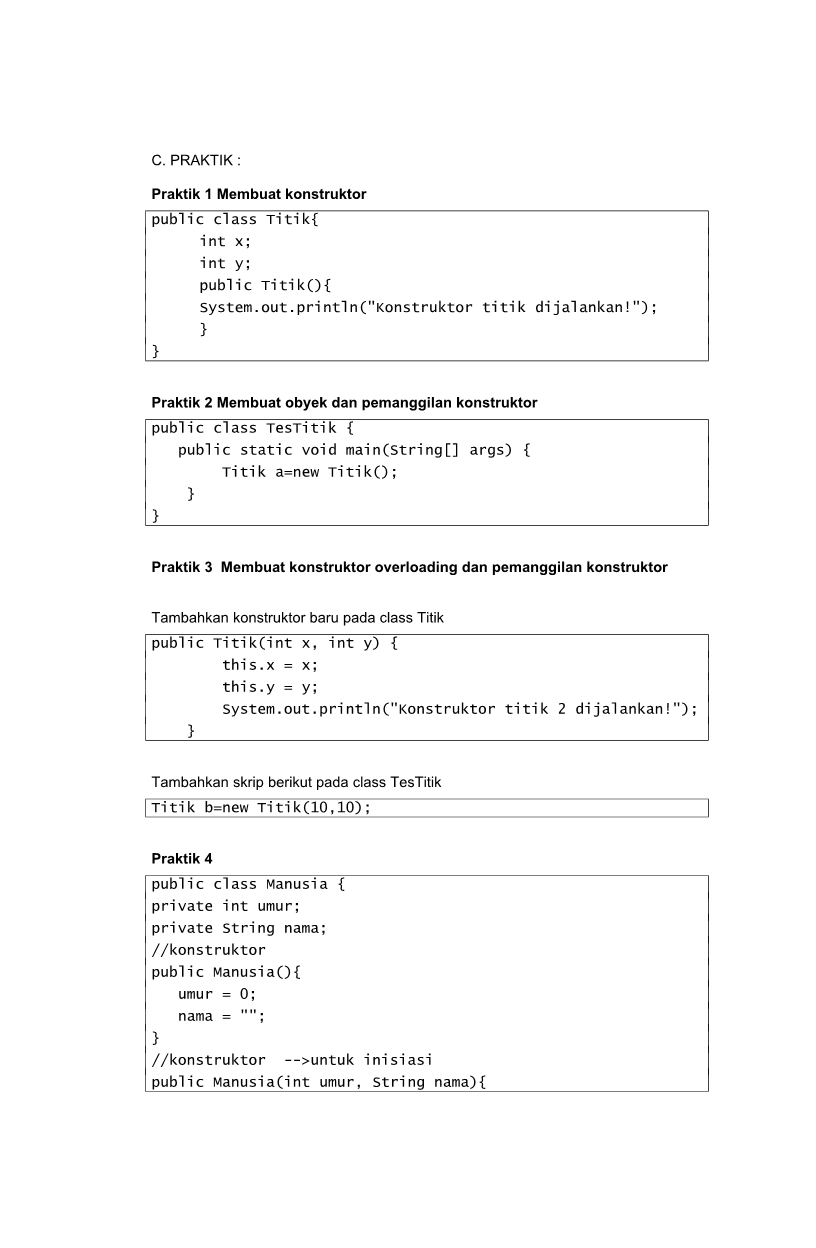 C. PRAKTIK :
Praktik 1 Membuat konstruktor
public class Titik{
int x;
int y;
public Titik(){
System.out.println("Konstruktor titik dijalankan!");
}
}
Praktik 2 Membuat obyek dan pemanggilan konstruktor
public class TesTitik {
public static void main(String[] args) {
Titik a=new Titik();
}
}
Praktik 3  Membuat konstruktor overloading dan pemanggilan konstruktor
Tambahkan konstruktor baru pada class Titik
public Titik(int x, int y) {
this.x = x;
this.y = y;
System.out.println("Konstruktor titik 2 dijalankan!");
}
Tambahkan skrip berikut pada class TesTitik
Titik b=new Titik(10,10);
Praktik 4
public class Manusia {
private int umur;
private String nama;
//konstruktor
public Manusia(){
umur = 0;
nama = "";
}
//konstruktor  -->untuk inisiasi
public Manusia(int umur, String nama){